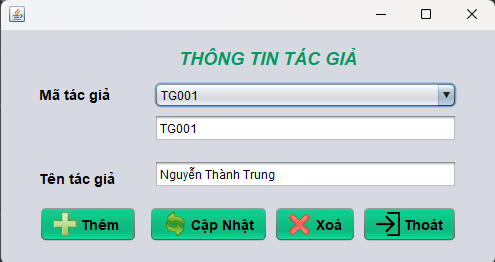 THÔNG TIN TÁC GIẢ
Mã tác giả
TG001
TG001
Tên tác giả
Nguyễn Thành Trung
Thêm
Cập Nhật
Xoá
Thoát